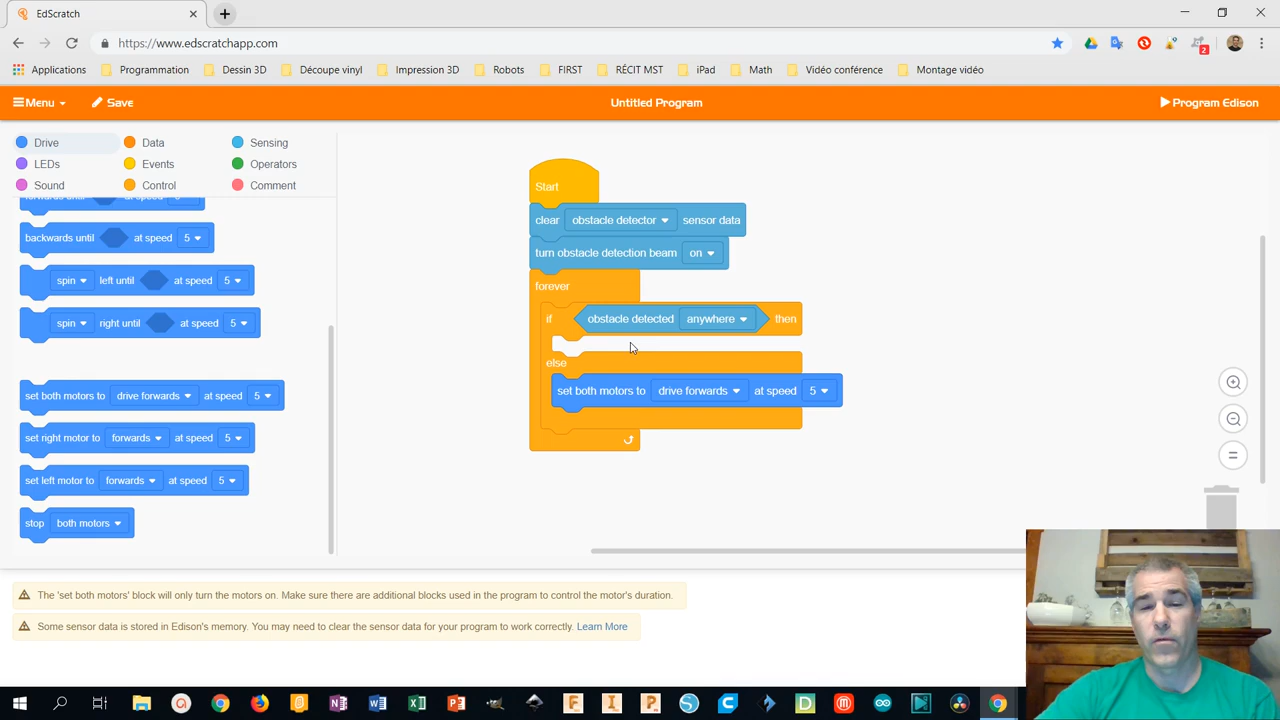 EdScratch
https://www.edscratchapp.com
Applications Programmation Dessin 3D Découpe vinyl Impression 3D Robots FIRST RÉCIT MST iPad Math Vidéo conférence Montage vidéo
Menu Save Untitled Program Program Edison
Drive Data Sensing
LEDs Events Operators
Sound Control Comment
forwards until at speed 5
backwards until at speed 5
spin left until at speed 5
spin right until at speed 5
set both motors to drive forwards at speed 5
set right motor to forwards at speed 5
set left motor to forwards at speed 5
stop both motors
Start
clear obstacle detector sensor data
turn obstacle detection beam on
forever
if obstacle detected anywhere then
else
set both motors to drive forwards at speed 5
The 'set both motors' block will only turn the motors on. Make sure there are additional blocks used in the program to control the motor's duration.
Some sensor data is stored in Edison's memory. You may need to clear the sensor data for your program to work correctly. Learn More